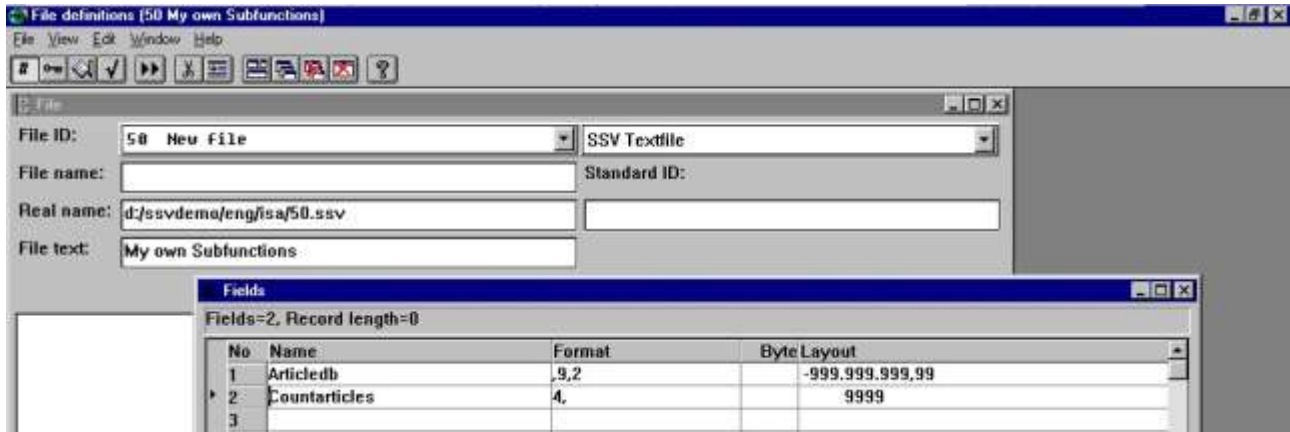 File definitions (50 My own Subfunctions)
File View Edit Window Help
File
File ID: 50 New file SSV Textfile
File name: Standard ID:
Real name: d:/ssvdemo/eng/isa/50.ssv
File text: My own Subfunctions
Fields
Fields=2, Record length=0
No Name Format Byte Layout
1 Articledb ,9,2 -999.999.999,99
2 Countarticles 4, 9999
3